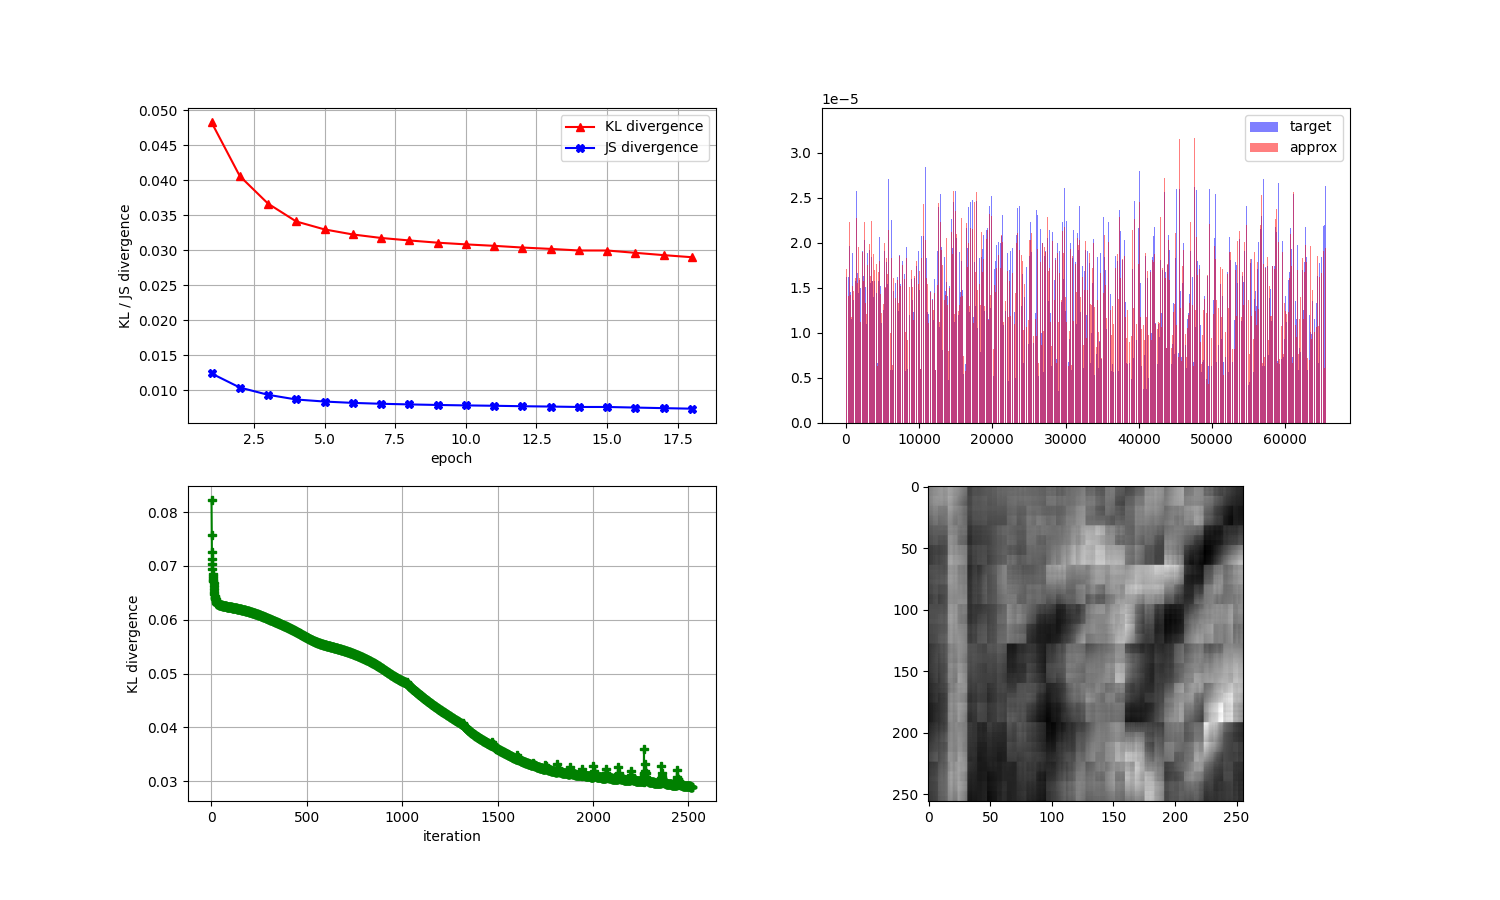 0.050
0.045
0.040
0.035
0.030
0.025
0.020
0.015
0.010
KL / JS divergence
KL divergence
JS divergence
2.5 5.0 7.5 10.0 12.5 15.0 17.5
epoch
1e−5
3.0
2.5
2.0
1.5
1.0
0.5
0.0
target
approx
0 10000 20000 30000 40000 50000 60000
0.08
0.07
0.06
0.05
0.04
0.03
KL divergence
0 500 1000 1500 2000 2500
iteration
0
50
100
150
200
250
0 50 100 150 200 250